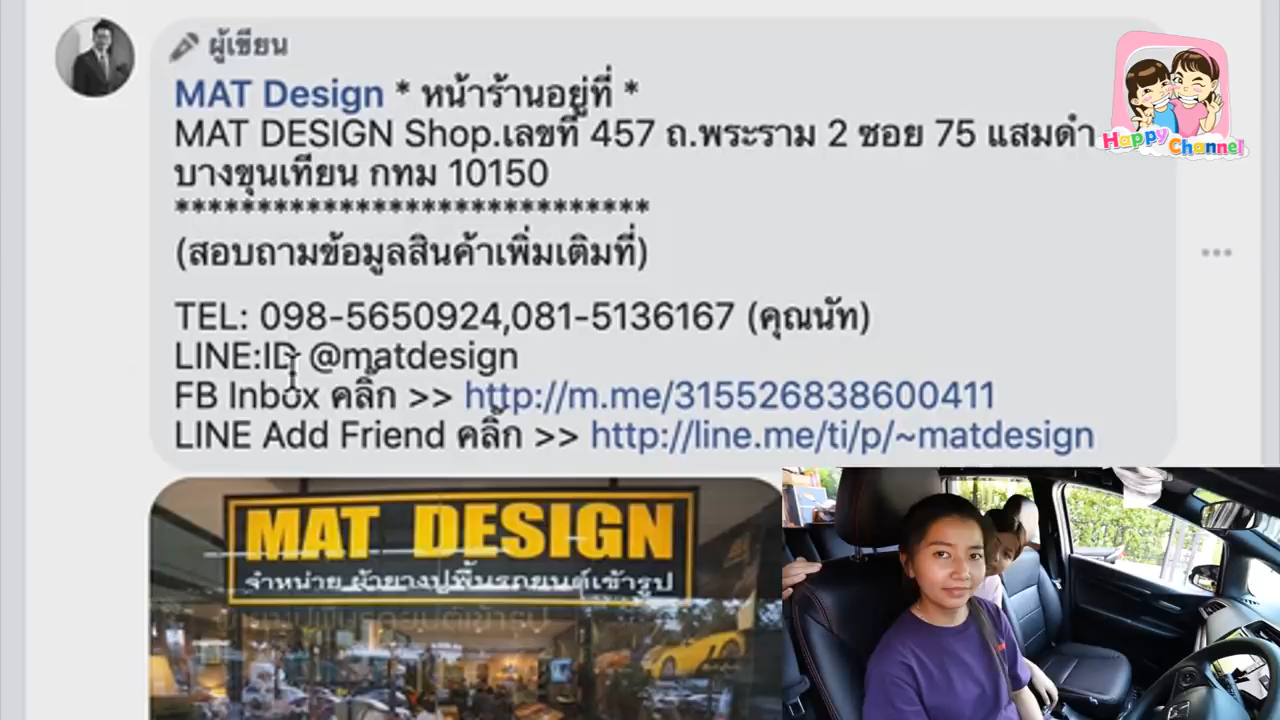 ผู้เขียน
MAT Design * หน้าร้านอยู่ที่ *
MAT DESIGN Shop.เลขที่ 457 ถ.พระราม 2 ซอย 75 แสมดำ
บางขุนเทียน กทม 10150
*****************************
(สอบถามข้อมูลสินค้าเพิ่มเติมที่)
TEL: 098-5650924,081-5136167 (คุณนัท)
LINE:ID @matdesign
FB Inbox คลิ๊ก >> http://m.me/315526838600411
LINE Add Friend คลิ๊ก >> http://line.me/ti/p/~matdesign
Happy Channel
MAT DESIGN
จำหน่าย ผ้ายางปูพื้นรถยนต์เข้ารูป